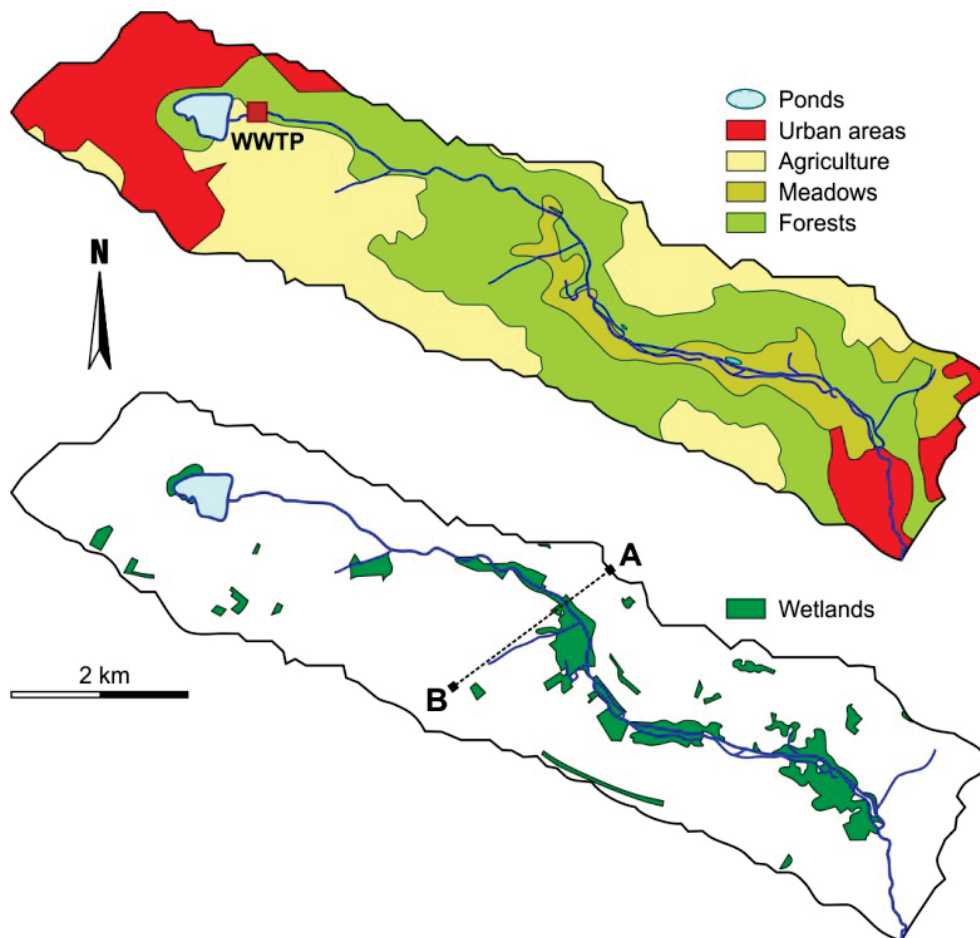 Ponds
Urban areas
WWTP
Agriculture
Meadows
Forests
N
A
Wetlands
2 km
B